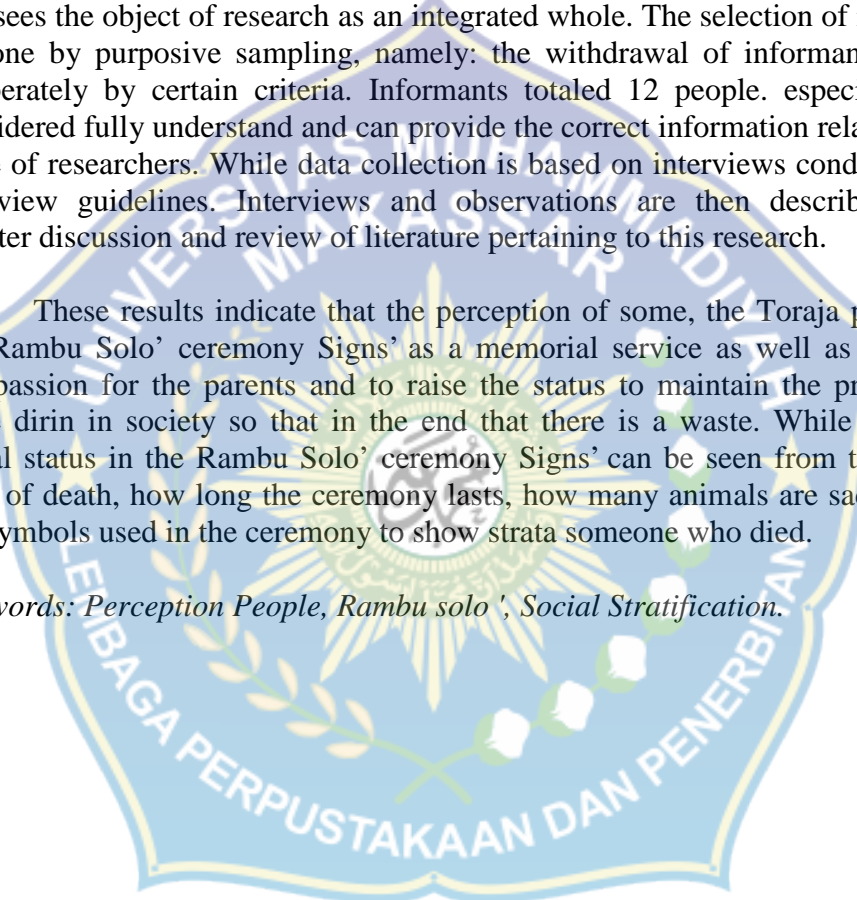 sees the object of research as an integrated whole. The selection of
one by purposive sampling, namely: the withdrawal of informan
perately by certain criteria. Informants totaled 12 people. especi
idered fully understand and can provide the correct information rela
of researchers. While data collection is based on interviews cond
view guidelines. Interviews and observations are then describ
ter discussion and review of literature pertaining to this research.
These results indicate that the perception of some, the Toraja p
Rambu Solo’ ceremony Signs’ as a memorial service as well as
passion for the parents and to raise the status to maintain the pr
dirin in society so that in the end that there is a waste. While
al status in the Rambu Solo’ ceremony Signs’ can be seen from t
of death, how long the ceremony lasts, how many animals are sac
ymbols used in the ceremony to show strata someone who died.
words: Perception People, Rambu solo ', Social Stratification.
UNIVERSITAS MUHAMMADIYAH
MAKASSAR
LEMBAGA PERPUSTAKAAN DAN PENERBITAN